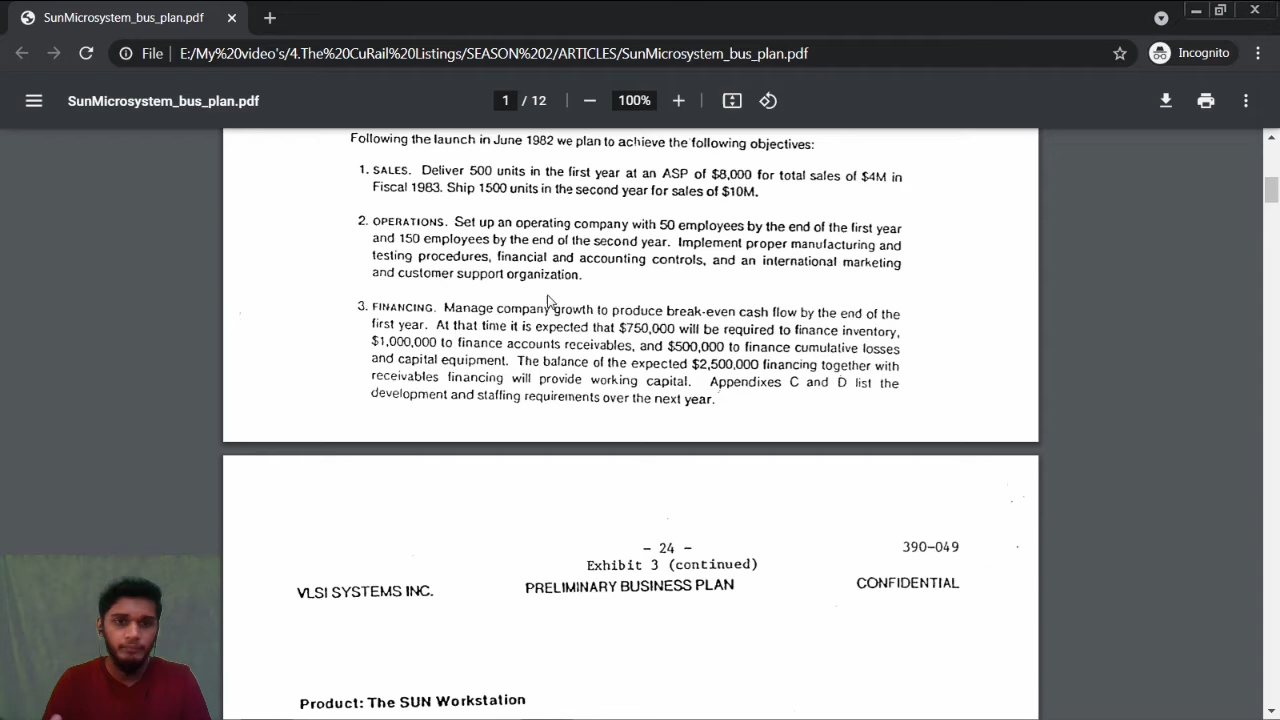 SunMicrosystem_bus_plan.pdf
File E:/My%20video's/4.The%20CuRail%20Listings/SEASON%202/ARTICLES/SunMicrosystem_bus_plan.pdf Incognito
SunMicrosystem_bus_plan.pdf 1 / 12 100%
Following the launch in June 1982 we plan to achieve the following objectives:
1. SALES. Deliver 500 units in the first year at an ASP of $8,000 for total sales of $4M in
Fiscal 1983. Ship 1500 units in the second year for sales of $10M.
2. OPERATIONS. Set up an operating company with 50 employees by the end of the first year
and 150 employees by the end of the second year. Implement proper manufacturing and
testing procedures, financial and accounting controls, and an international marketing
and customer support organization.
3. FINANCING. Manage company growth to produce break-even cash flow by the end of the
first year. At that time it is expected that $750,000 will be required to finance inventory,
$1,000,000 to finance accounts receivables, and $500,000 to finance cumulative losses
and capital equipment. The balance of the expected $2,500,000 financing together with
receivables financing will provide working capital. Appendixes C and D list the
development and staffing requirements over the next year.
- 24 - 390-049
Exhibit 3 (continued)
VLSI SYSTEMS INC. PRELIMINARY BUSINESS PLAN CONFIDENTIAL
Product: The SUN Workstation